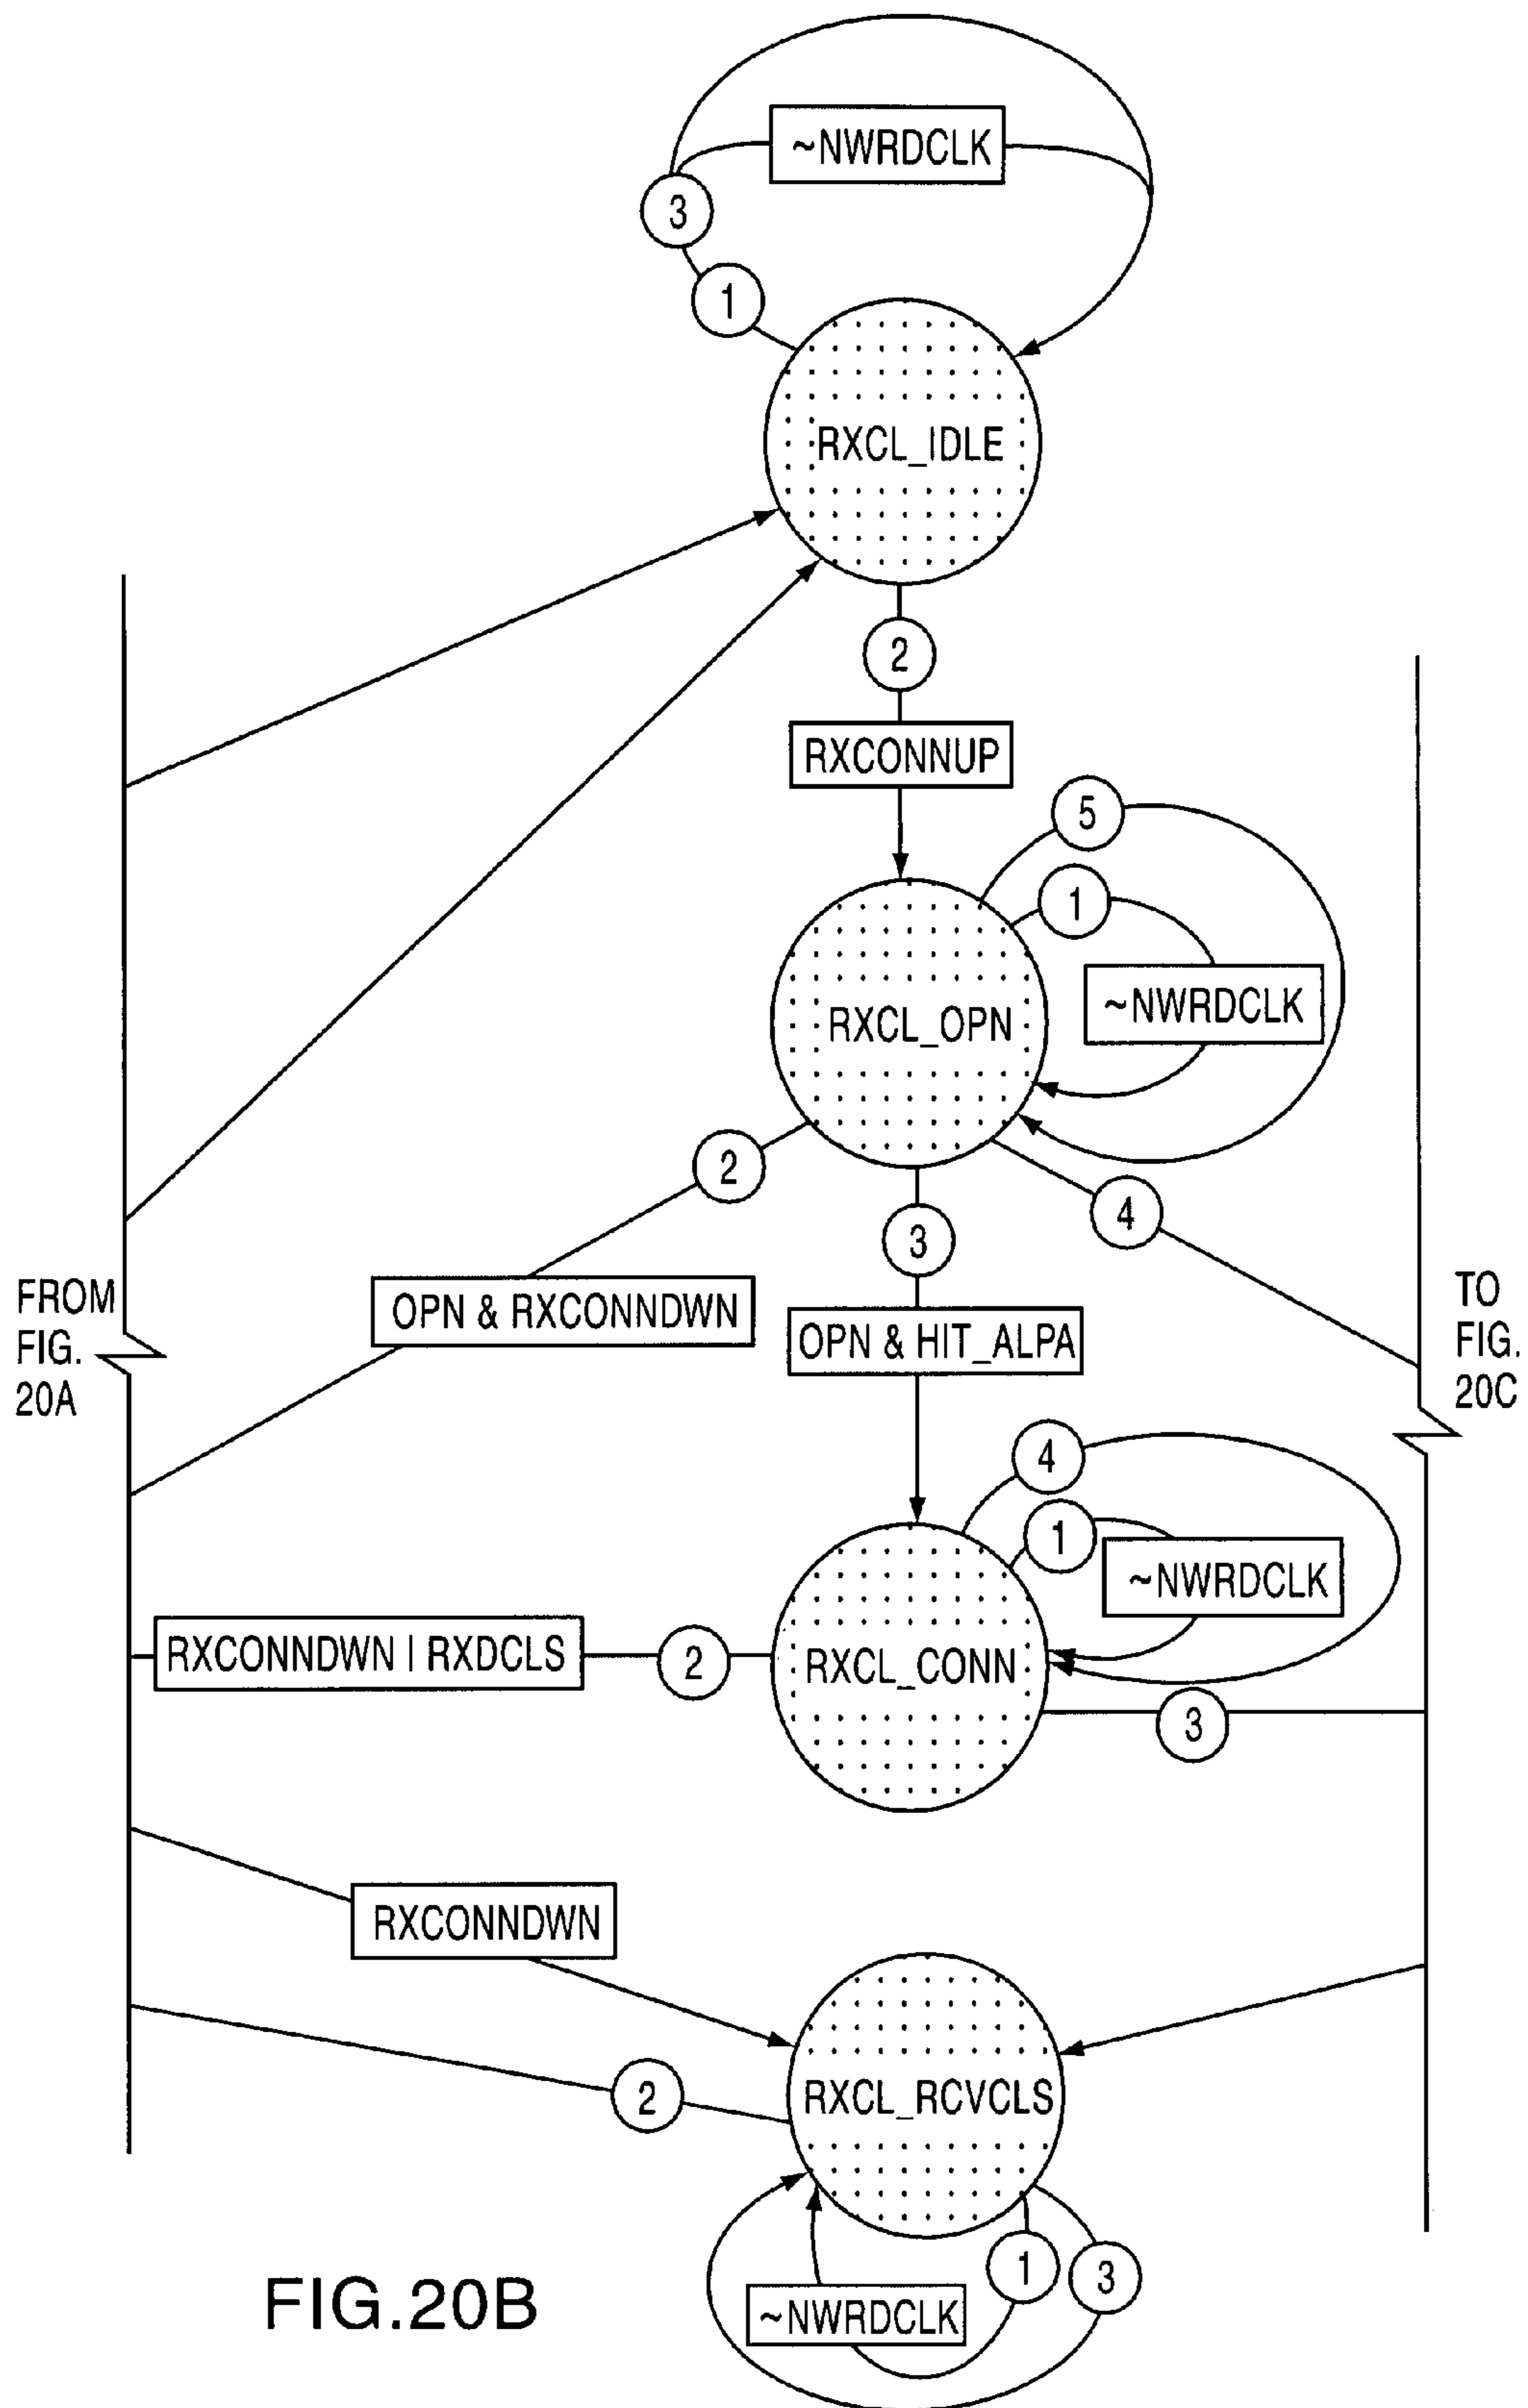 ~NWRDCLK
3
1
RXCL_IDLE
2
RXCONNUP
5
1
~NWRDCLK
RXCL_OPN
2
4
3
FROM
FIG.
20A
OPN & RXCONNDWN
OPN & HIT_ALPA
TO
FIG.
20C
4
1
~NWRDCLK
RXCONNDWN | RXDCLS
2
RXCL_CONN
3
RXCONNDWN
2
RXCL_RCVCLS
1
3
~NWRDCLK
FIG.20B